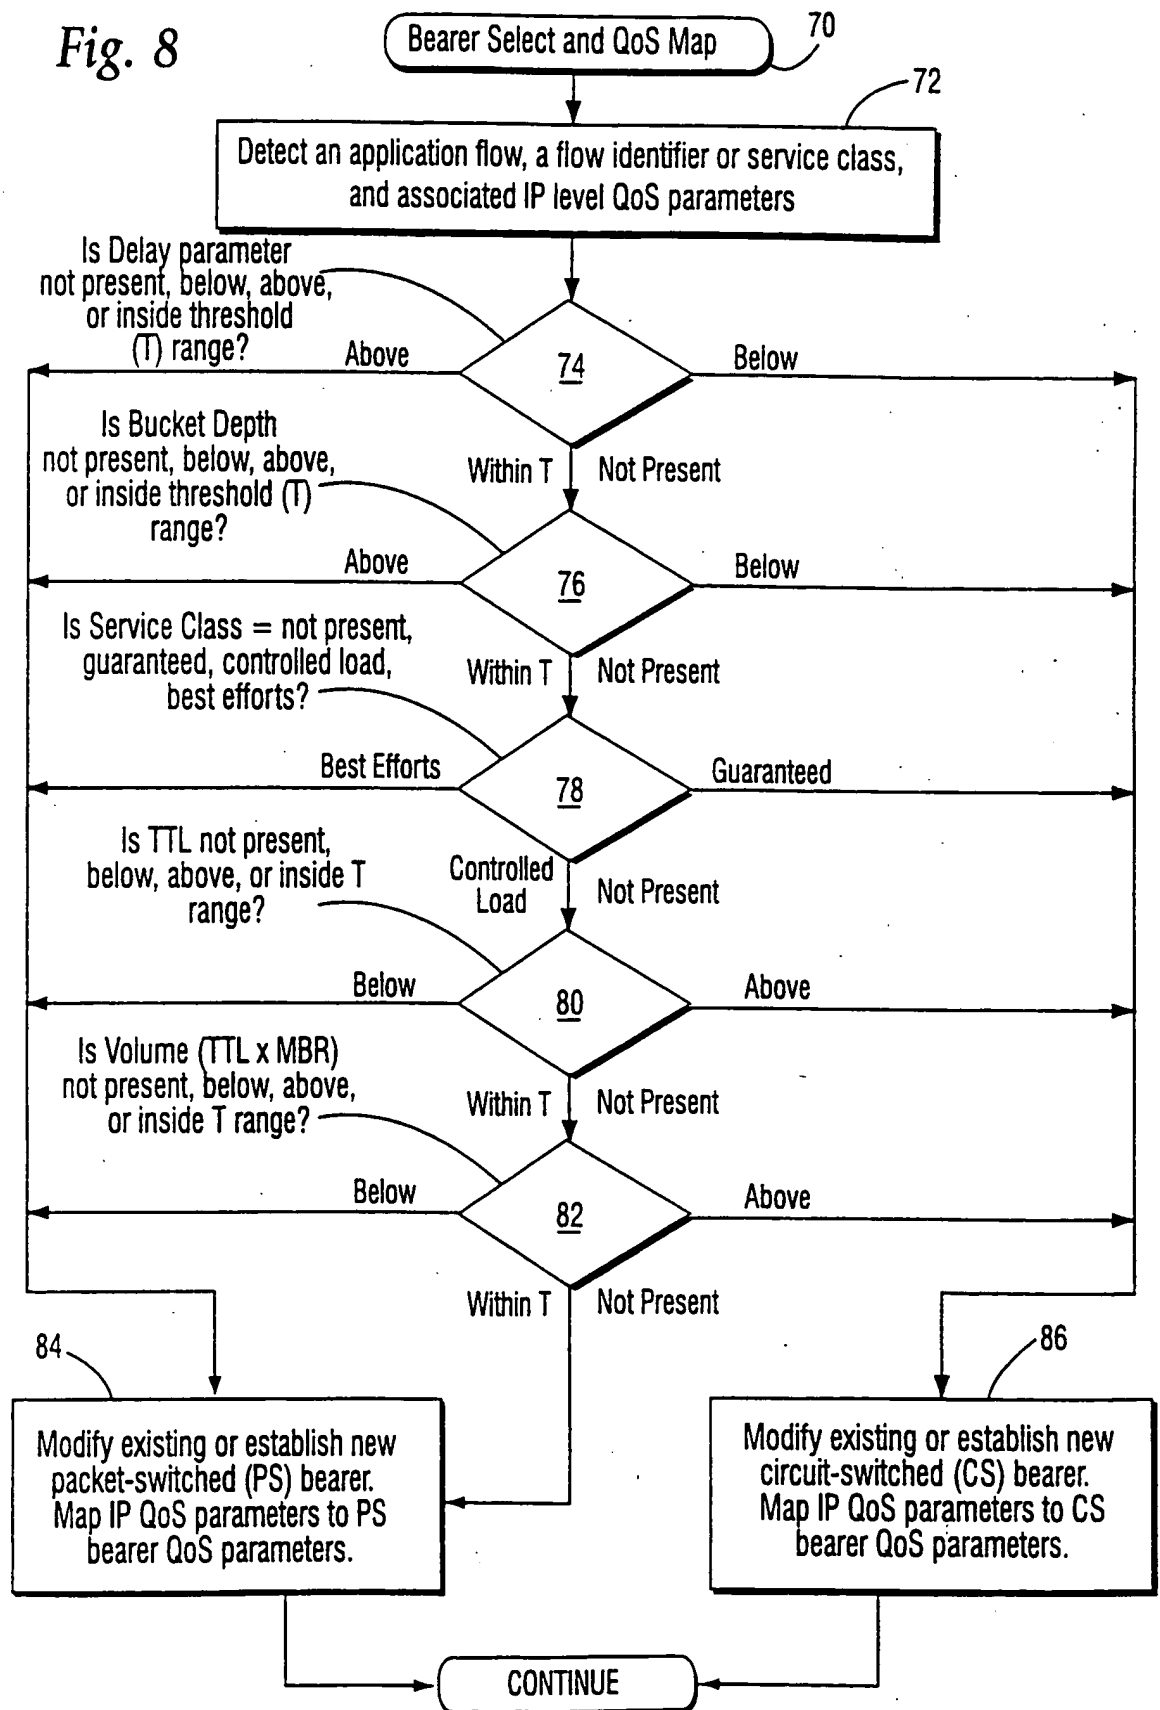 Fig. 8
Bearer Select and QoS Map
70
72
Detect an application flow, a flow identifier or service class,
and associated IP level QoS parameters
Is Delay parameter
not present, below, above,
or inside threshold
(T) range?
Above
74
Below
Within T
Not Present
Is Bucket Depth
not present, below, above,
or inside threshold (T)
range?
Above
76
Below
Within T
Not Present
Is Service Class = not present,
guaranteed, controlled load,
best efforts?
Best Efforts
78
Guaranteed
Controlled
Load
Not Present
Is TTL not present,
below, above, or inside T
range?
Below
80
Above
Within T
Not Present
Is Volume (TTL x MBR)
not present, below, above,
or inside T range?
Below
82
Above
Within T
Not Present
84
Modify existing or establish new
packet-switched (PS) bearer.
Map IP QoS parameters to PS
bearer QoS parameters.
86
Modify existing or establish new
circuit-switched (CS) bearer.
Map IP QoS parameters to CS
bearer QoS parameters.
CONTINUE